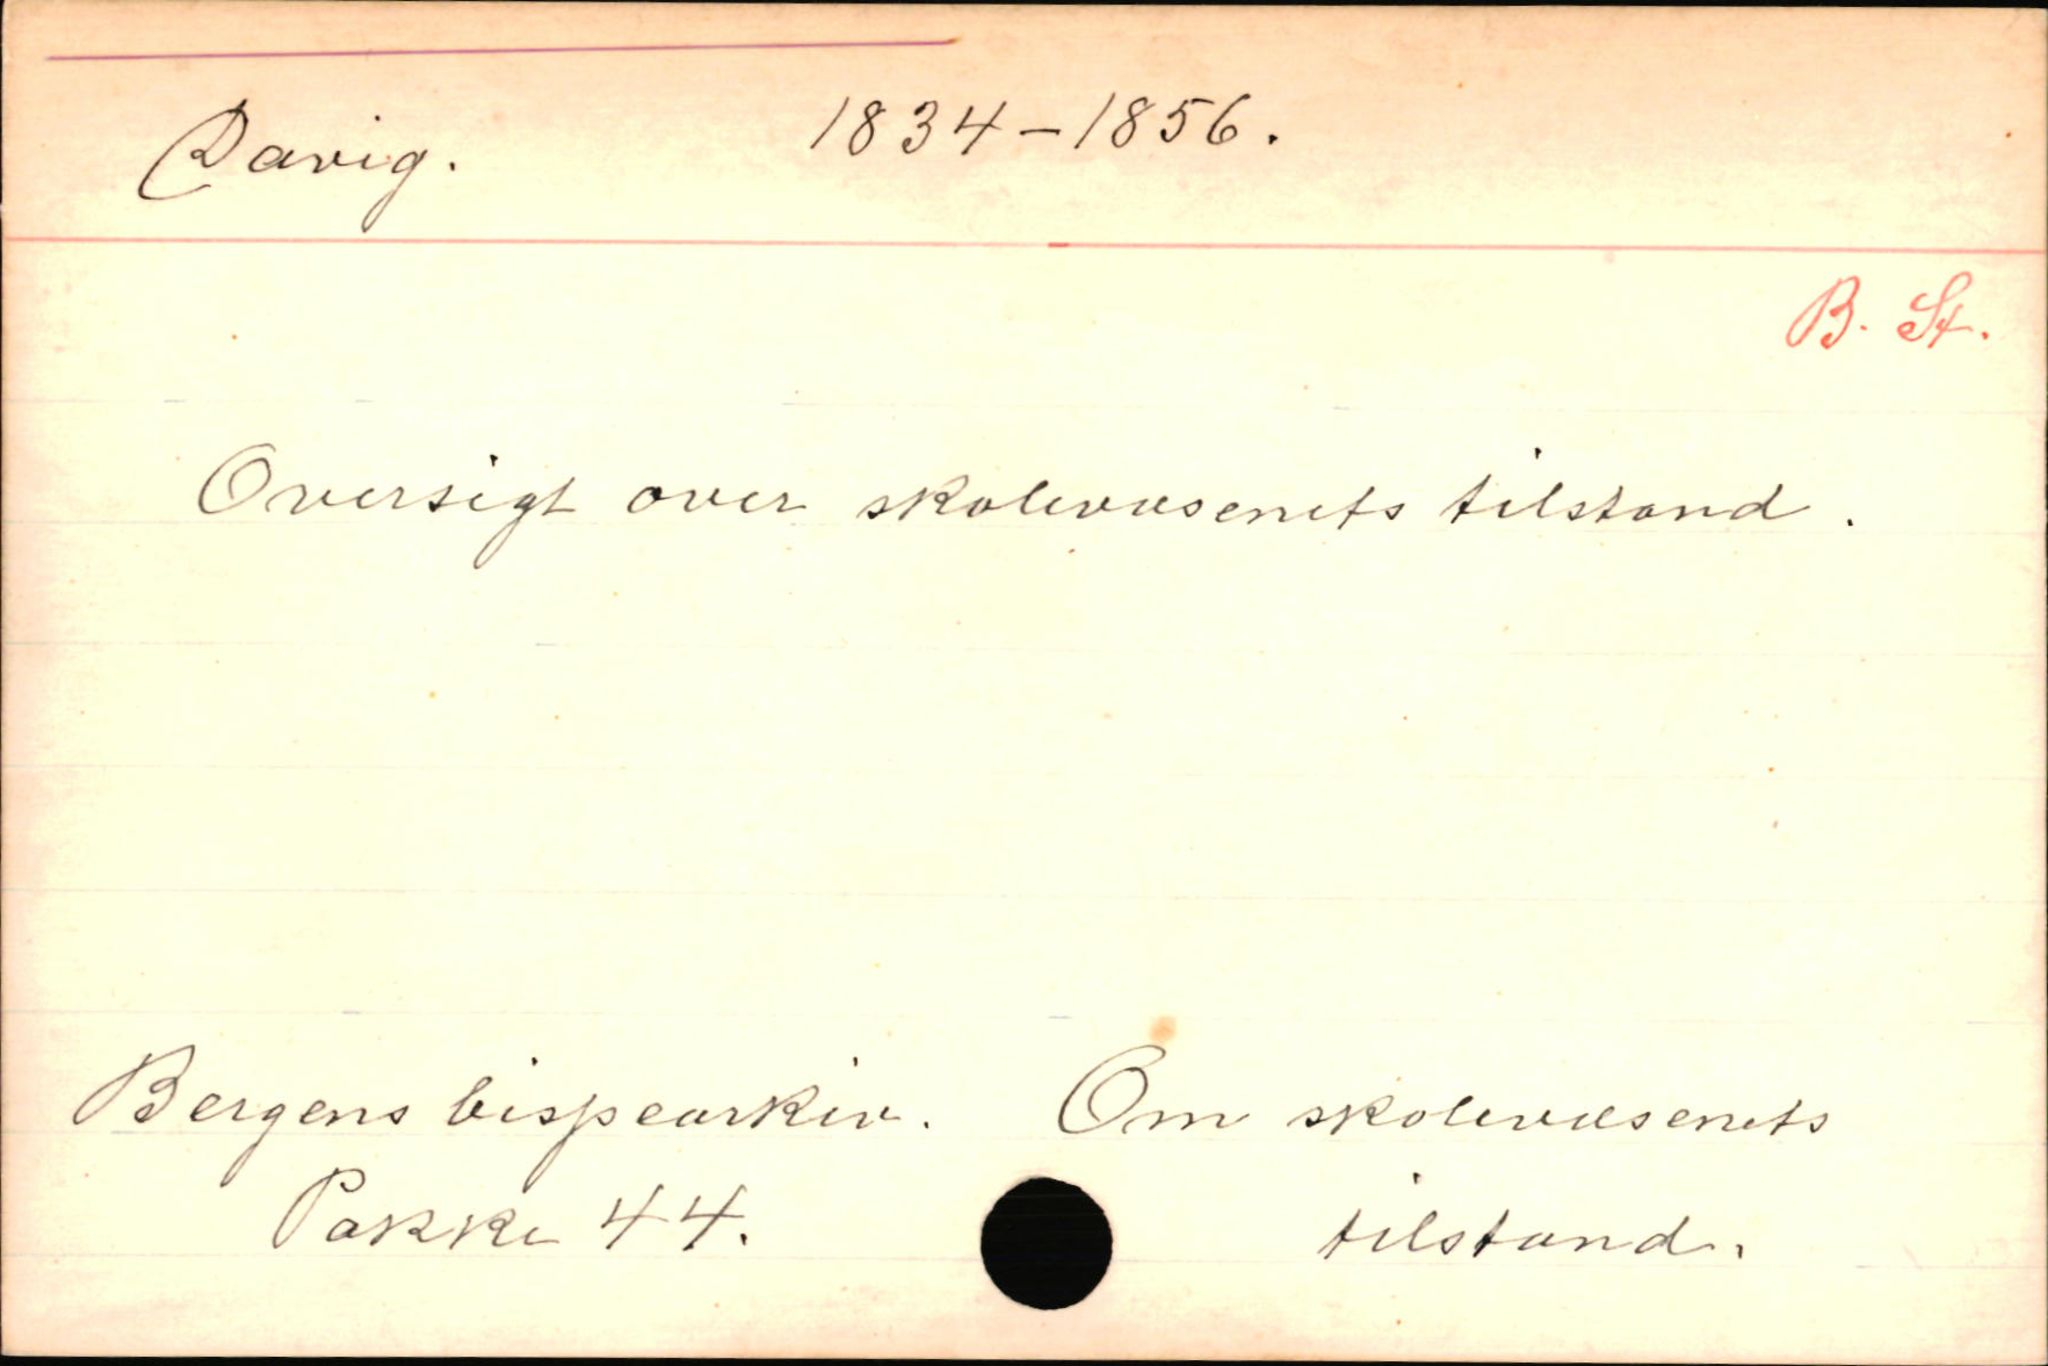 Davig. 1834-1856.
B. St.
Oversigt over skolevæsenets tilstand.
Bergens bispearkiv. Om skolevæsenets
Pakke 44. tilstand.